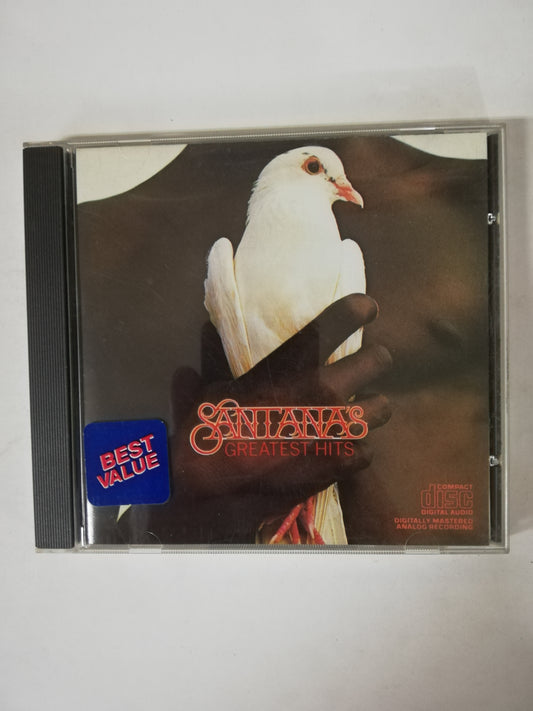 SANTANA'S
GREATEST HITS
BEST
VALUE
COMPACT
disc
DIGITAL AUDIO
DIGITALLY MASTERED
ANALOG RECORDING